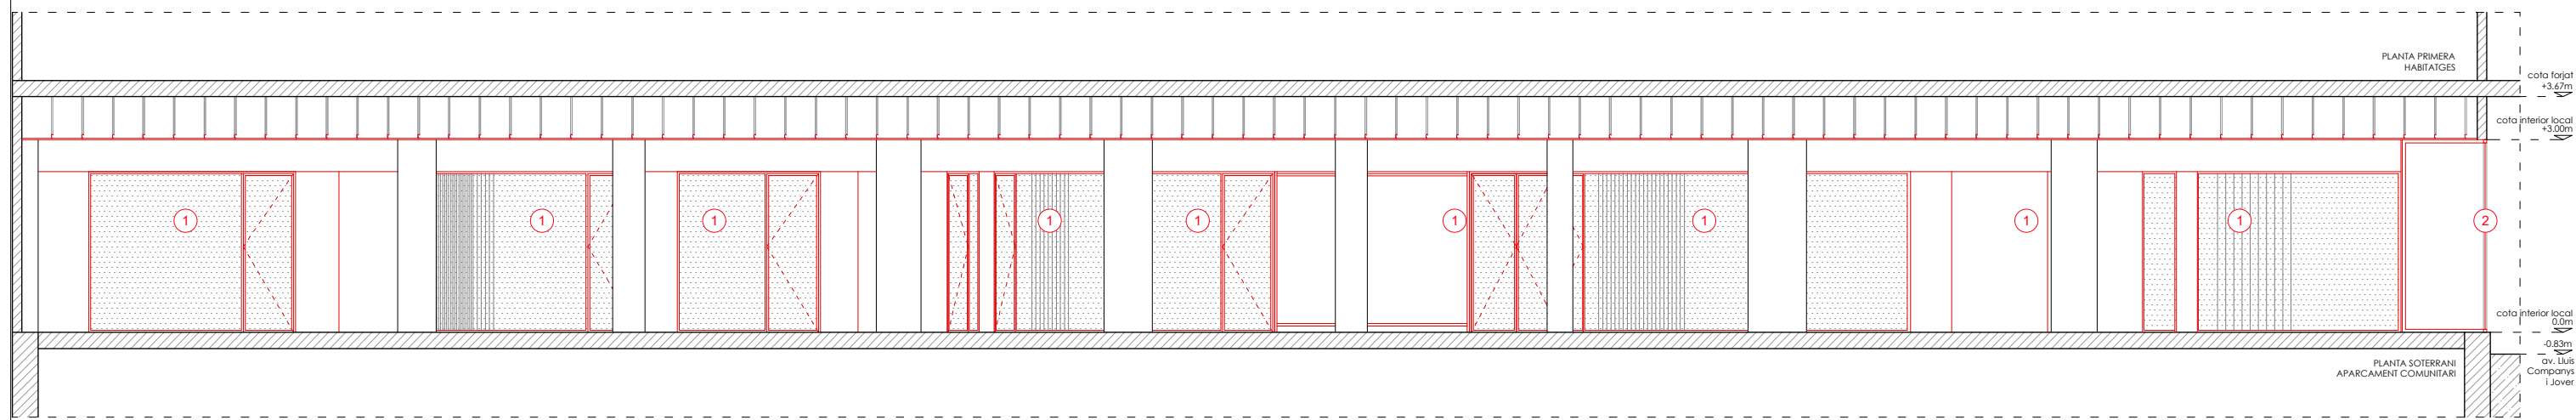 PLANTA PRIMERA
HABITATGES
cota forjat
+3.67m
cota interior local
+3.00m
1
1
1
1
1
1
1
1
1
2
cota interior local
0.0m
-0.83m
av. Lluis
Companys
i Jover
PLANTA SOTERRANI
APARCAMENT COMUNITARI